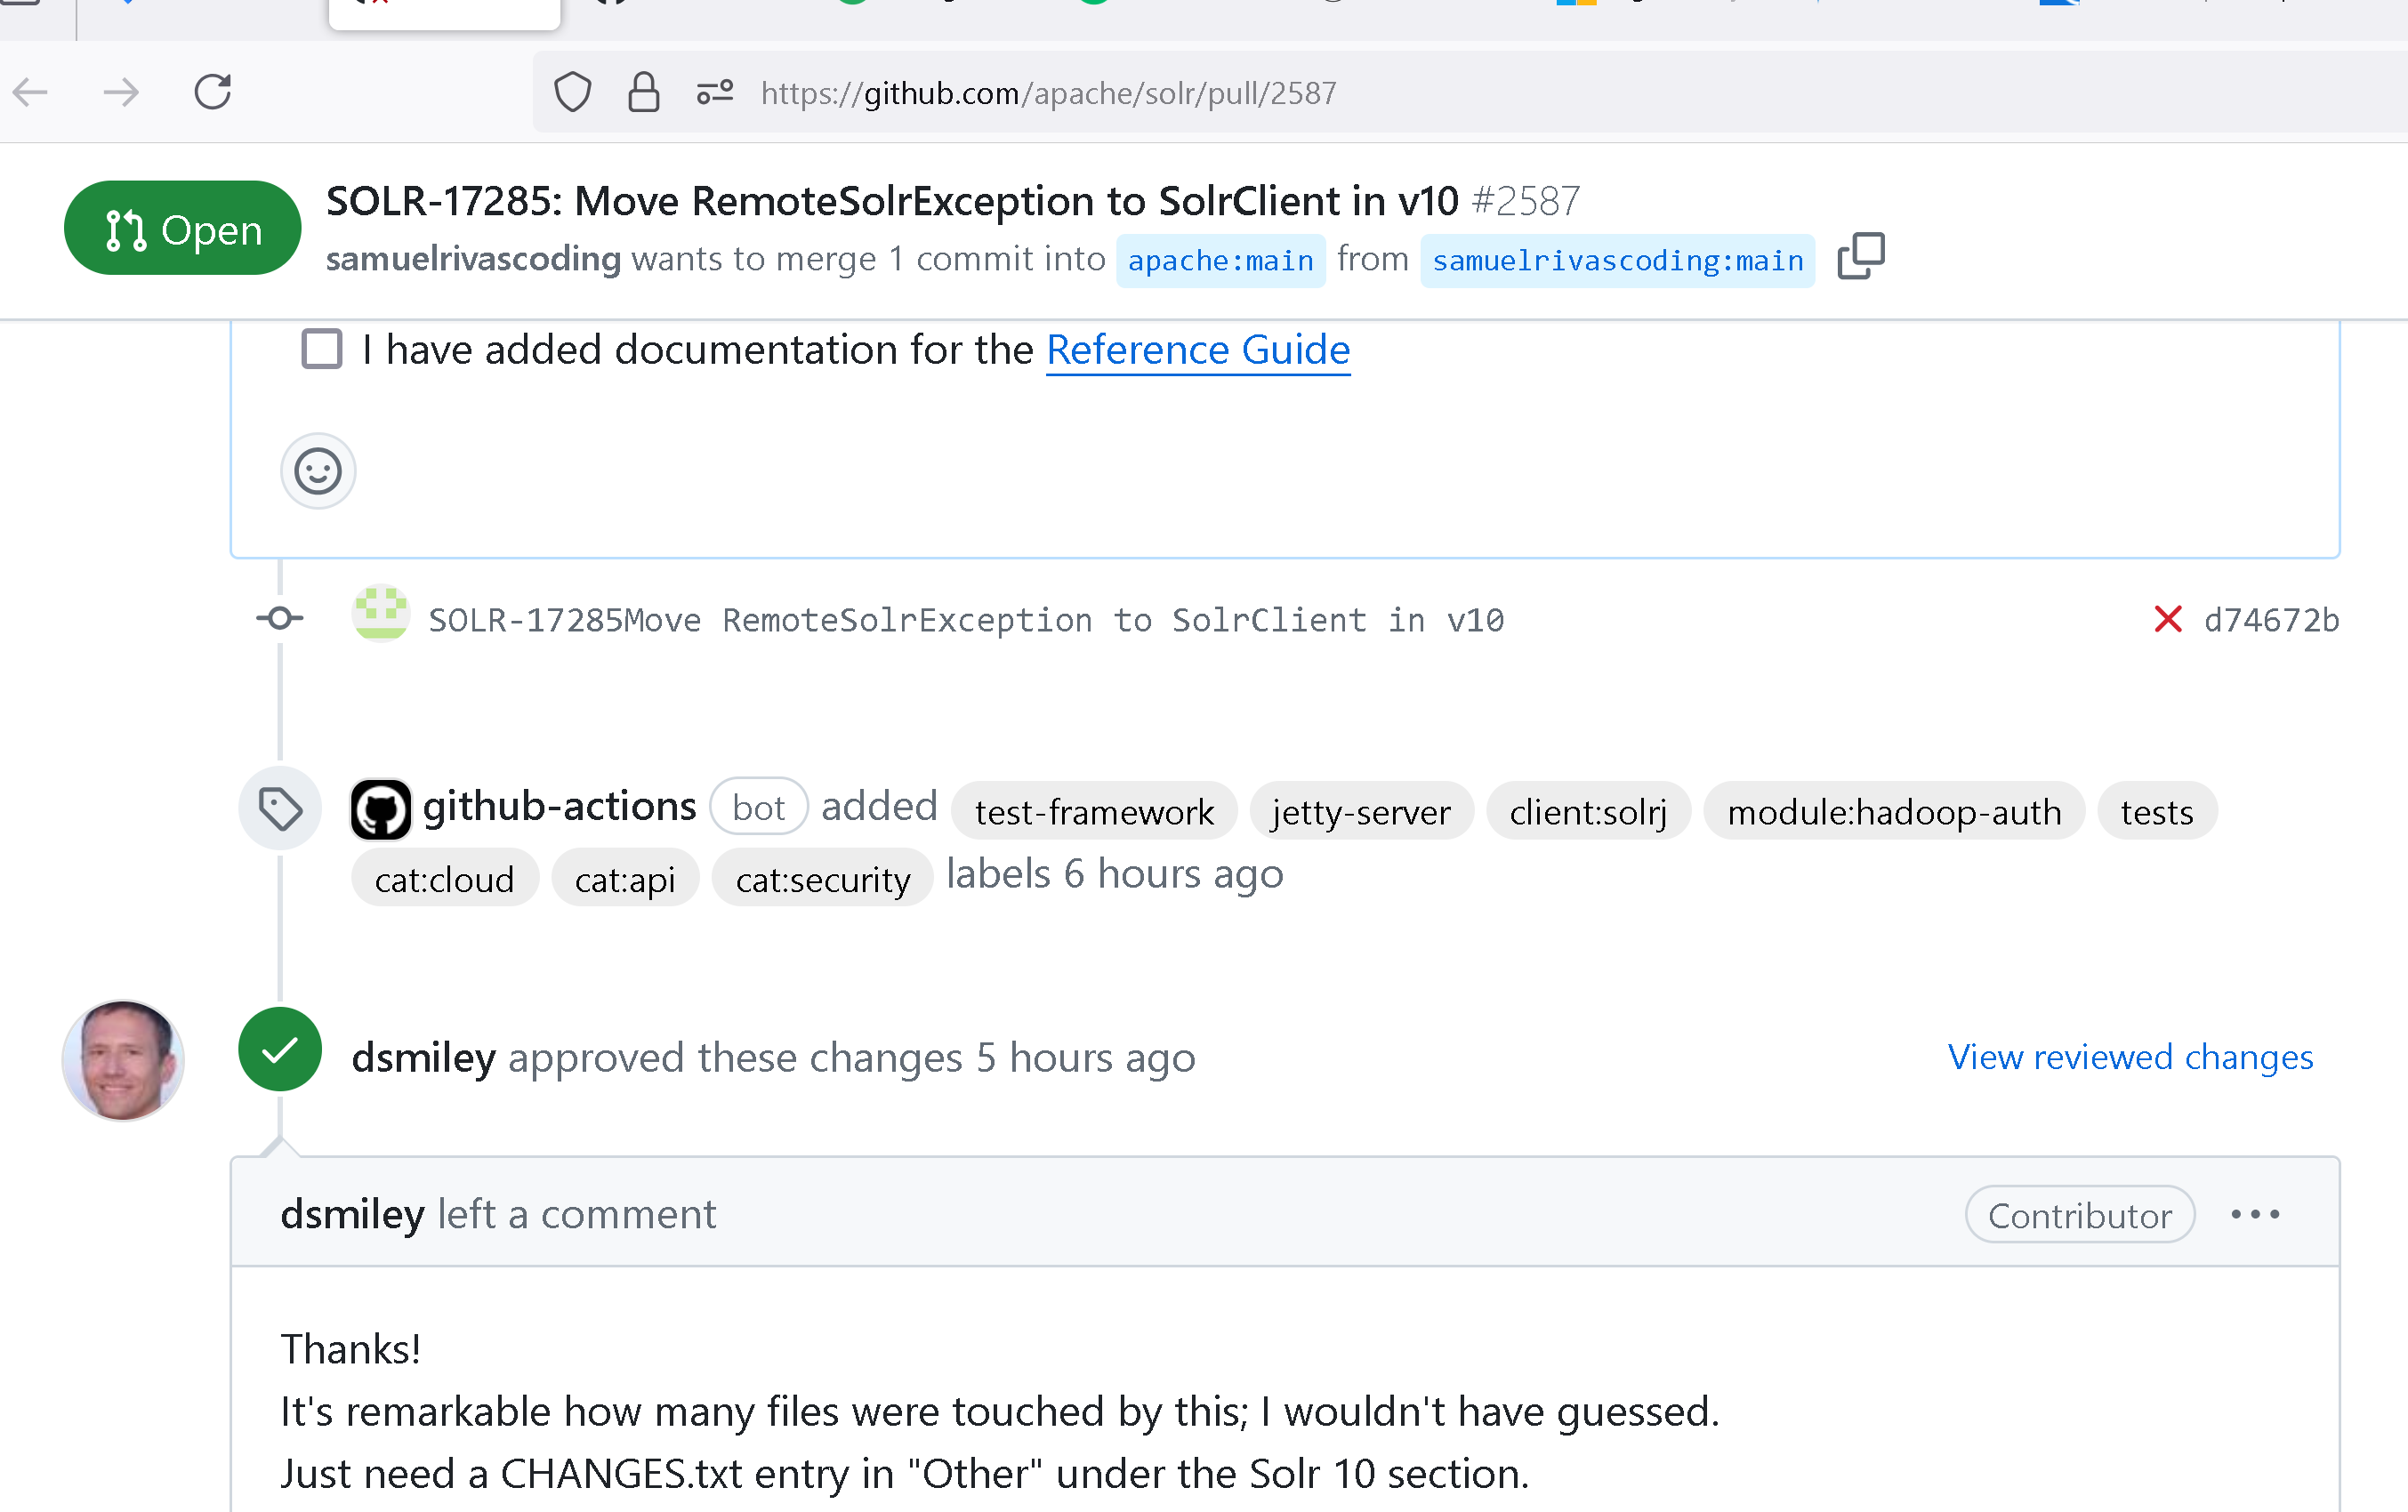 https://github.com/apache/solr/pull/2587
Open
SOLR-17285: Move RemoteSolrException to SolrClient in v10 #2587
samuelrivascoding wants to merge 1 commit into apache:main from samuelrivascoding:main
I have added documentation for the Reference Guide
SOLR-17285Move RemoteSolrException to SolrClient in v10 d74672b
github-actions bot added test-framework jetty-server client:solrj module:hadoop-auth tests
cat:cloud cat:api cat:security labels 6 hours ago
dsmiley approved these changes 5 hours ago View reviewed changes
dsmiley left a comment Contributor
Thanks!
It's remarkable how many files were touched by this; I wouldn't have guessed.
Just need a CHANGES.txt entry in "Other" under the Solr 10 section.